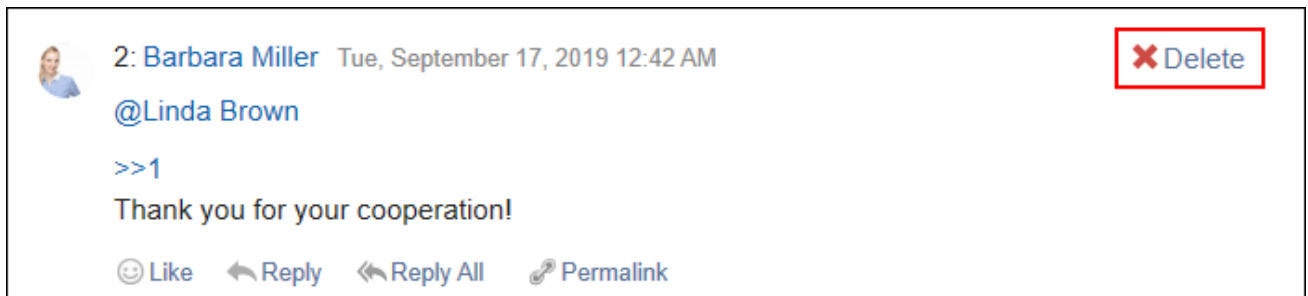 2: Barbara Miller Tue, September 17, 2019 12:42 AM Delete
@Linda Brown
>>1
Thank you for your cooperation!
Like Reply Reply All Permalink